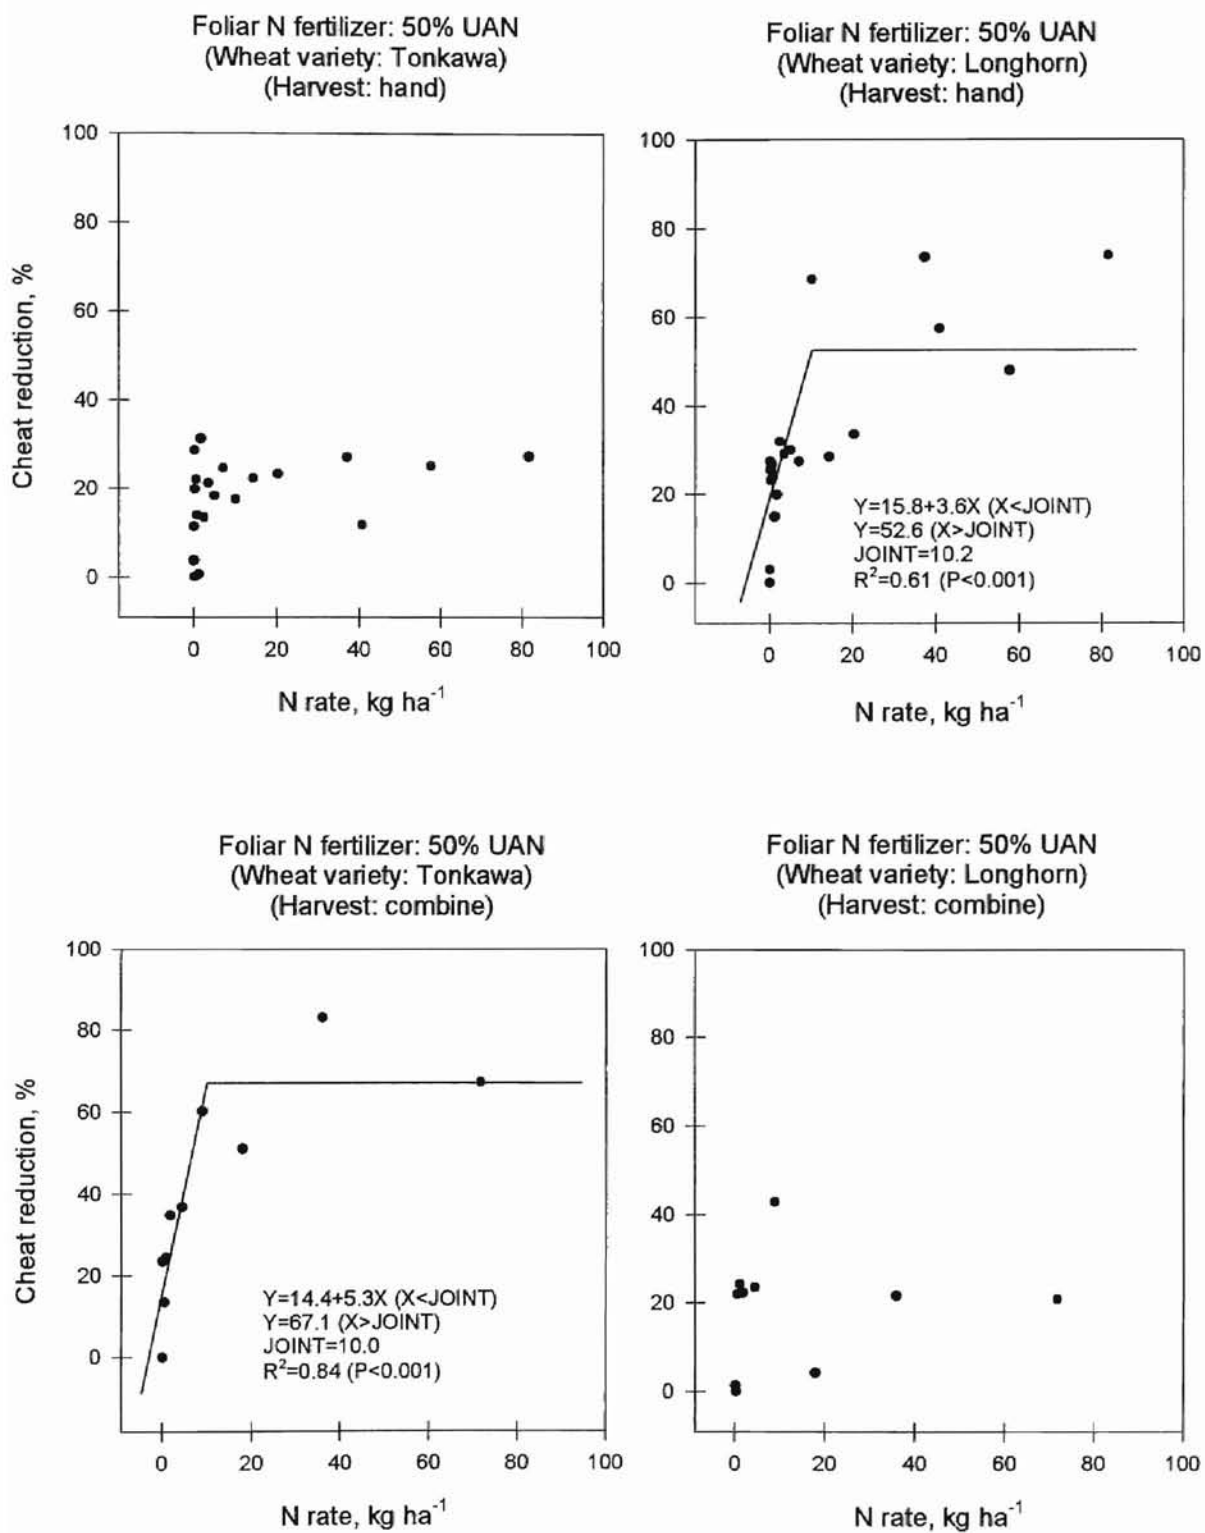 Foliar N fertilizer: 50% UAN
(Wheat variety: Tonkawa)
(Harvest: hand)
100
80
60
40
20
0
Cheat reduction, %
0 20 40 60 80 100
N rate, kg ha⁻¹
Foliar N fertilizer: 50% UAN
(Wheat variety: Longhorn)
(Harvest: hand)
100
80
60
40
20
0
Y=15.8+3.6X (X<JOINT)
Y=52.6 (X>JOINT)
JOINT=10.2
R²=0.61 (P<0.001)
0 20 40 60 80 100
N rate, kg ha⁻¹
Foliar N fertilizer: 50% UAN
(Wheat variety: Tonkawa)
(Harvest: combine)
100
80
60
40
20
0
Cheat reduction, %
Y=14.4+5.3X (X<JOINT)
Y=67.1 (X>JOINT)
JOINT=10.0
R²=0.84 (P<0.001)
0 20 40 60 80 100
N rate, kg ha⁻¹
Foliar N fertilizer: 50% UAN
(Wheat variety: Longhorn)
(Harvest: combine)
100
80
60
40
20
0
0 20 40 60 80 100
N rate, kg ha⁻¹